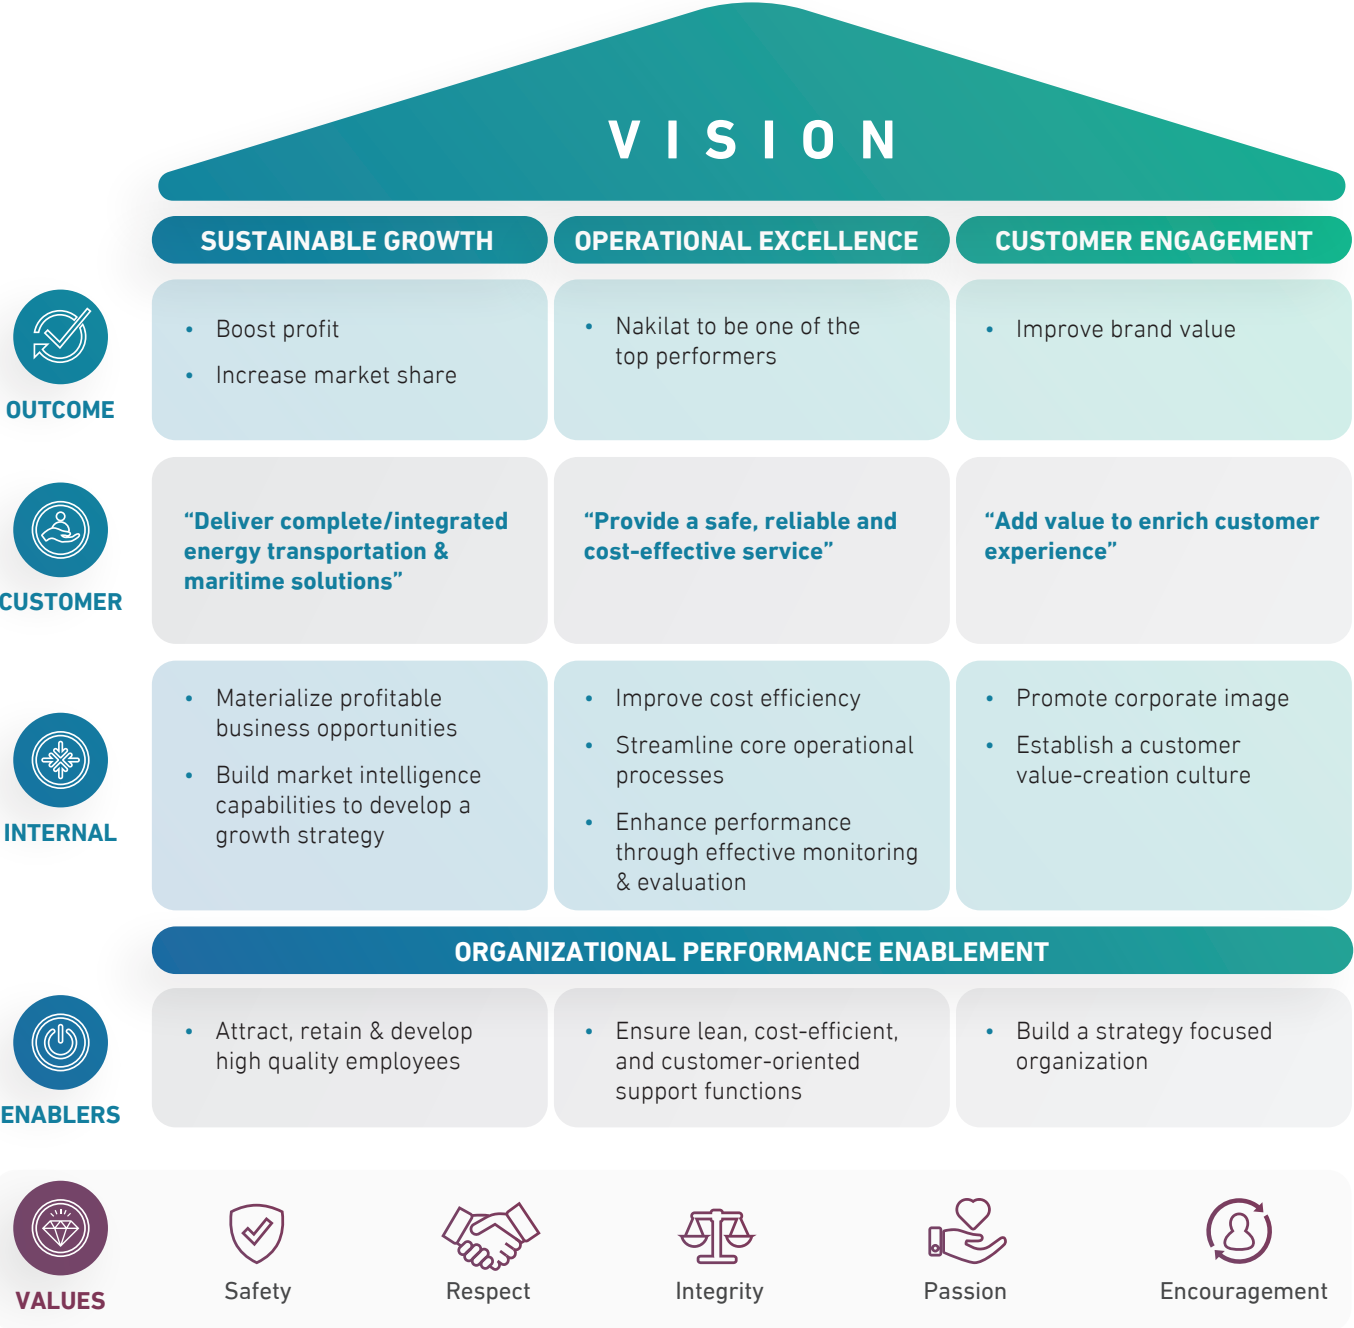 VISION
SUSTAINABLE GROWTH
OPERATIONAL EXCELLENCE
CUSTOMER ENGAGEMENT
OUTCOME
• Boost profit
• Increase market share
• Nakilat to be one of the
top performers
• Improve brand value
CUSTOMER
“Deliver complete/integrated
energy transportation &
maritime solutions”
“Provide a safe, reliable and
cost-effective service”
“Add value to enrich customer
experience”
INTERNAL
• Materialize profitable
business opportunities
• Build market intelligence
capabilities to develop a
growth strategy
• Improve cost efficiency
• Streamline core operational
processes
• Enhance performance
through effective monitoring
& evaluation
• Promote corporate image
• Establish a customer
value-creation culture
ORGANIZATIONAL PERFORMANCE ENABLEMENT
ENABLERS
• Attract, retain & develop
high quality employees
• Ensure lean, cost-efficient,
and customer-oriented
support functions
• Build a strategy focused
organization
VALUES
Safety
Respect
Integrity
Passion
Encouragement